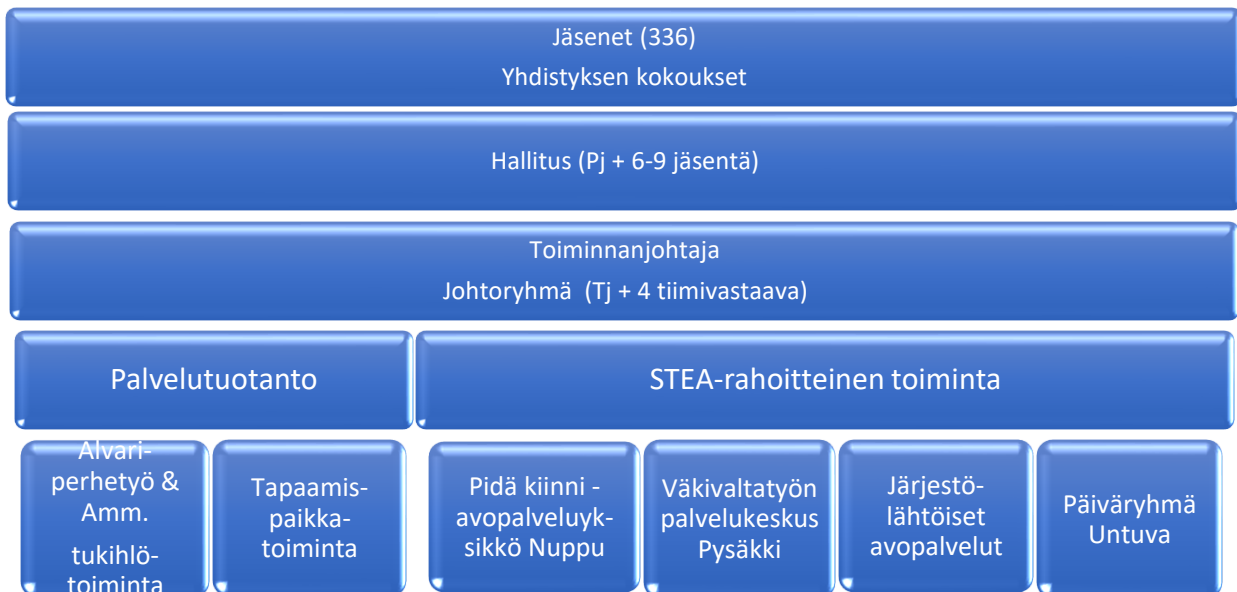 Jäsenet (336)
Yhdistyksen kokoukset
Hallitus (Pj + 6-9 jäsentä)
Toiminnanjohtaja
Johtoryhmä (Tj + 4 tiimivastaava)
Palvelutuotanto
STEA-rahoitteinen toiminta
Alvari-
perhetyö &
Amm.
tukihlö-
toiminta
Tapaamis-
paikka-
toiminta
Pidä kiinni -
avopalveluyk-
sikkö Nuppu
Väkivaltatyön
palvelukeskus
Pysäkki
Järjestö-
lähtöiset
avopalvelut
Päiväryhmä
Untuva